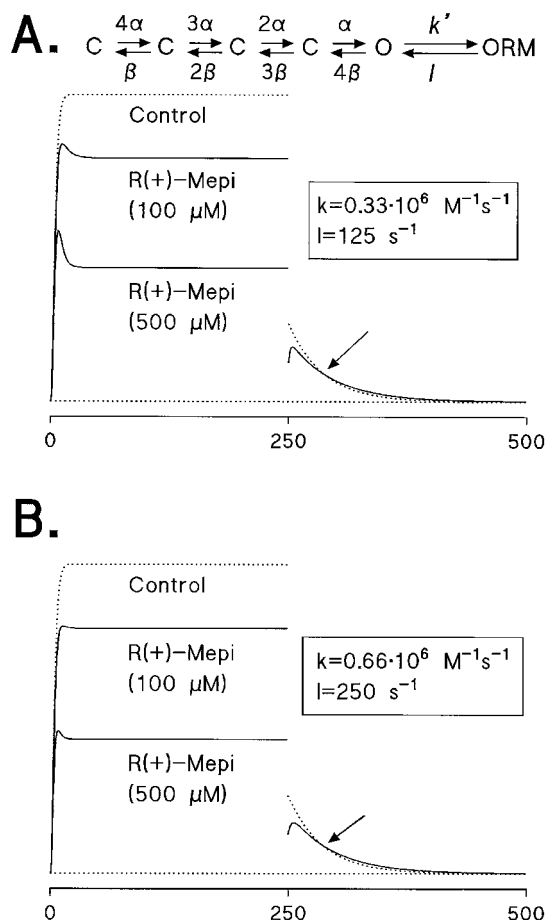 A.
4α 3α 2α α k'
C C C C O ORM
β 2β 3β 4β l
Control
R(+)-Mepi
(100 μM)
k=0.33·10⁶ M⁻¹s⁻¹
l=125 s⁻¹
R(+)-Mepi
(500 μM)
0 250 500
B.
Control
R(+)-Mepi
(100 μM)
k=0.66·10⁶ M⁻¹s⁻¹
l=250 s⁻¹
R(+)-Mepi
(500 μM)
0 250 500